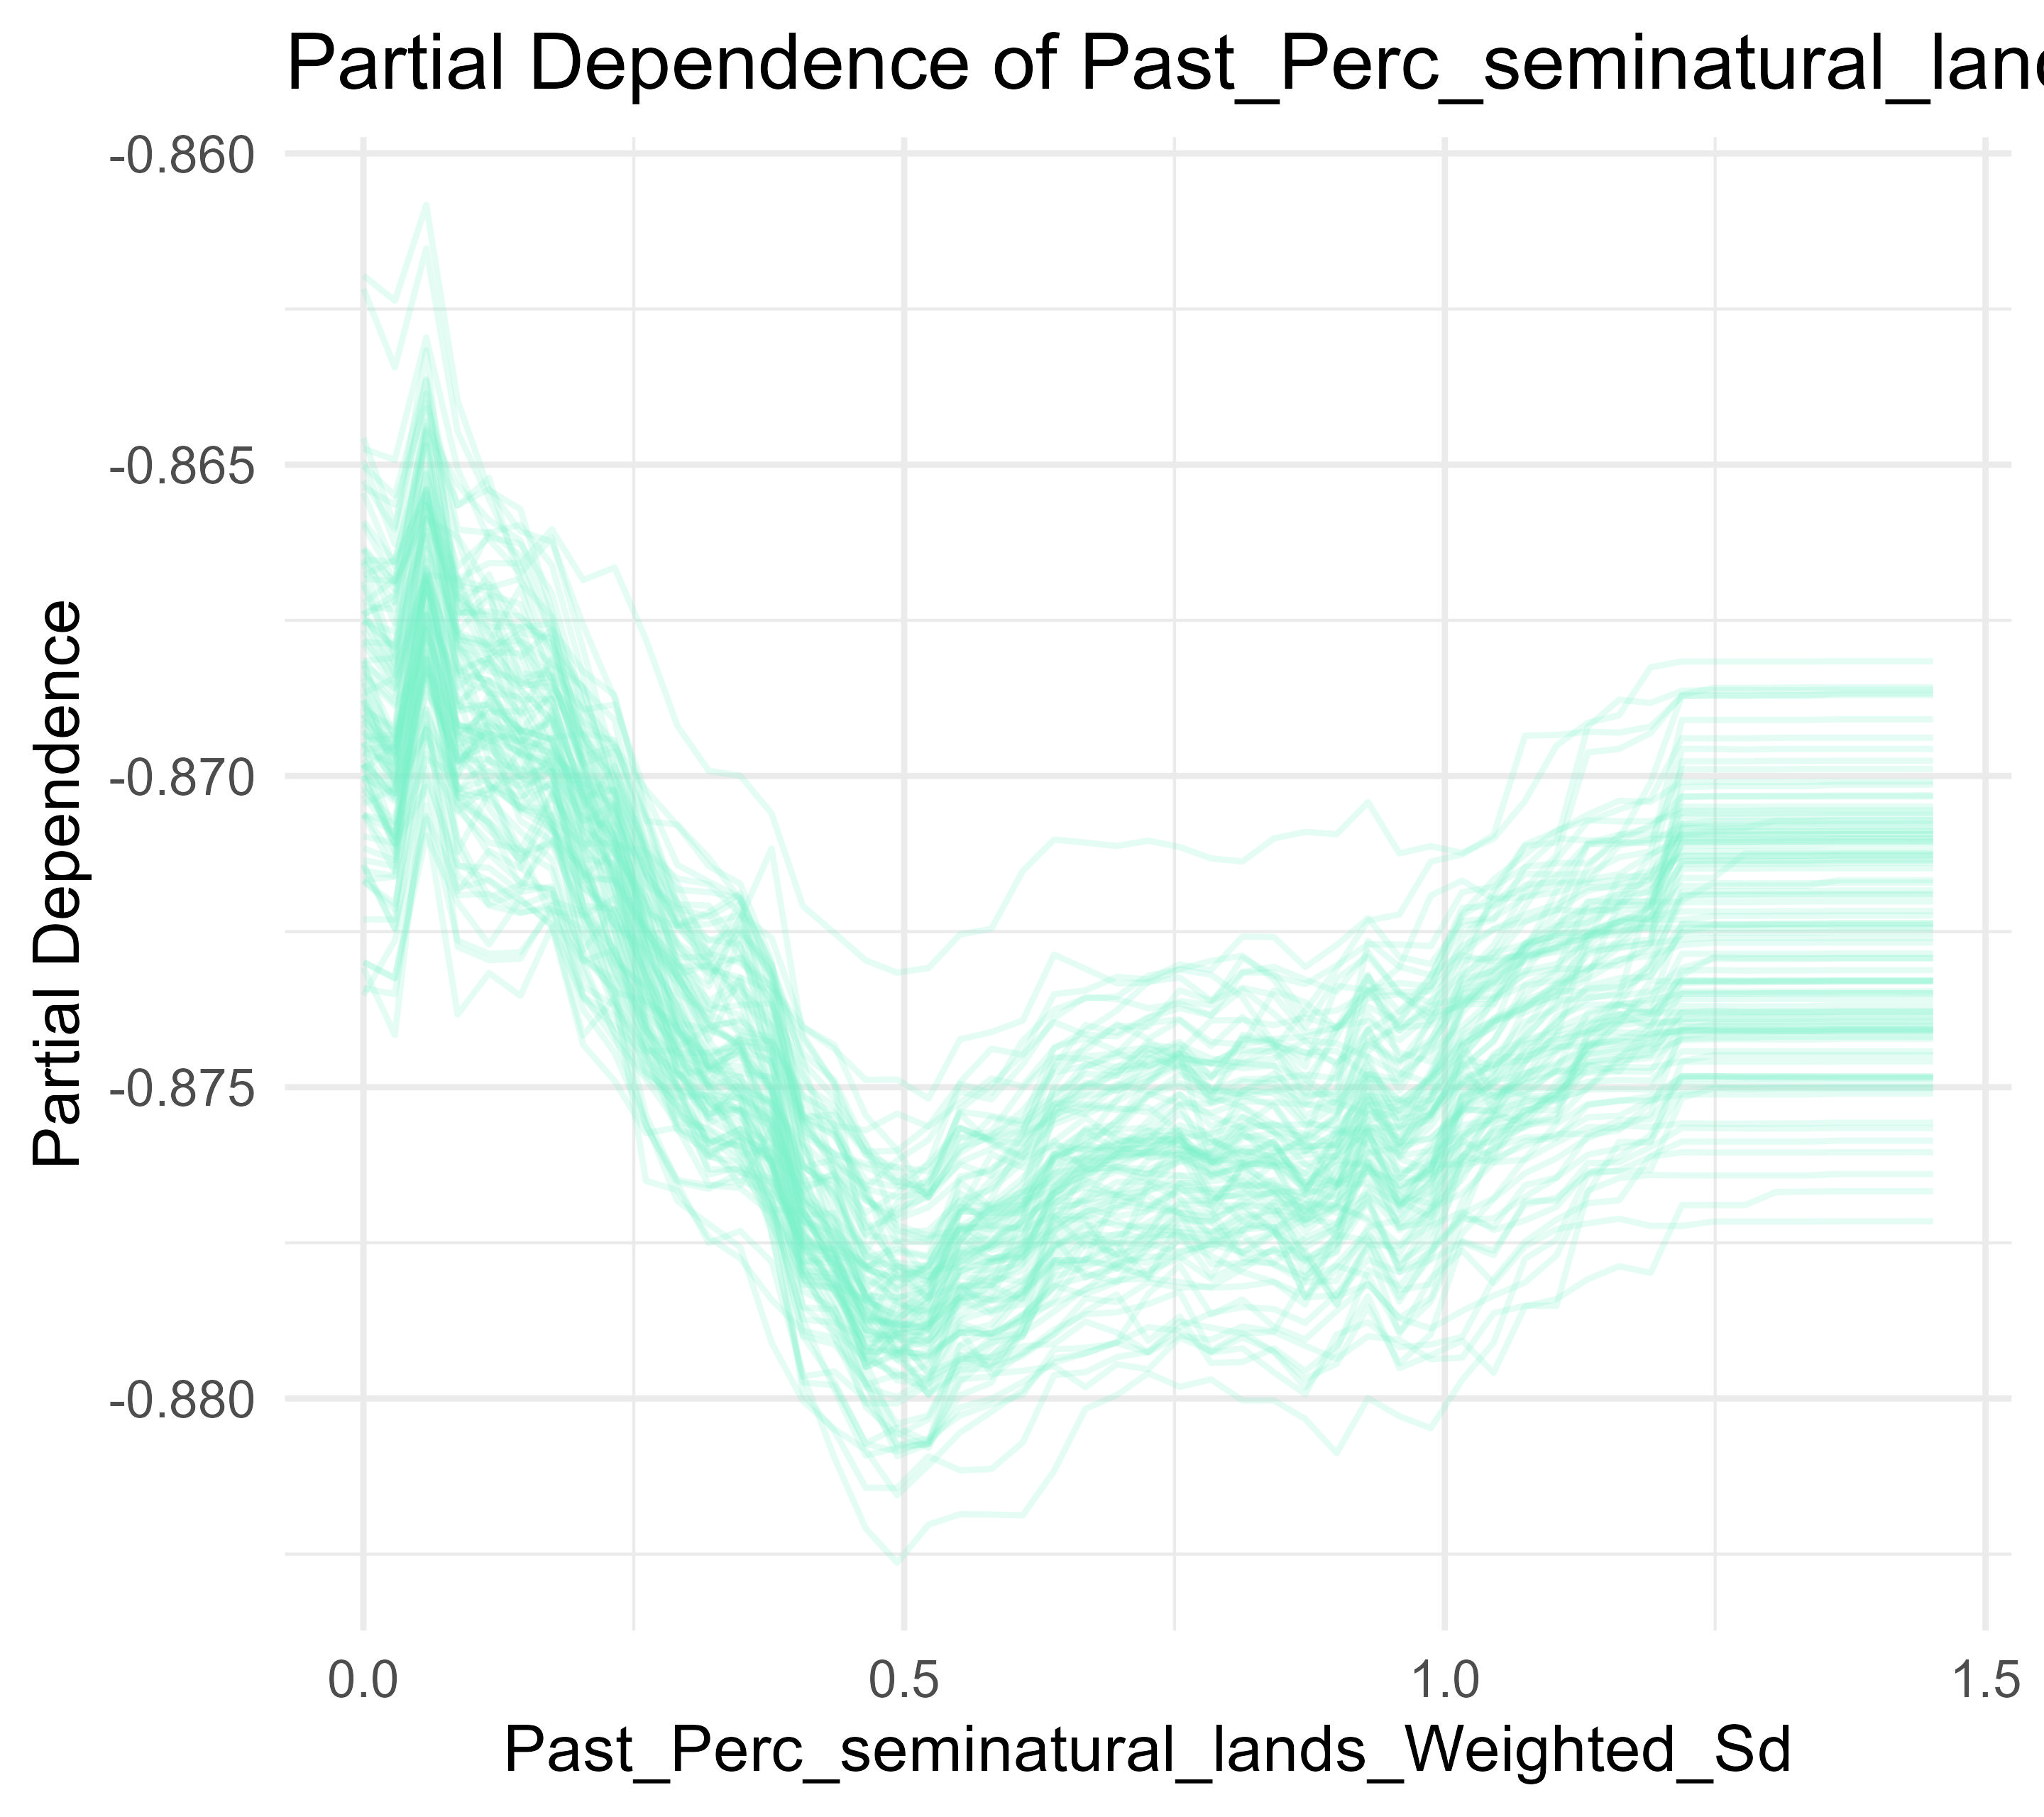 Partial Dependence of Past_Perc_seminatural_land
-0.860
-0.865
-0.870
-0.875
-0.880
Partial Dependence
0.0 0.5 1.0 1.5
Past_Perc_seminatural_lands_Weighted_Sd